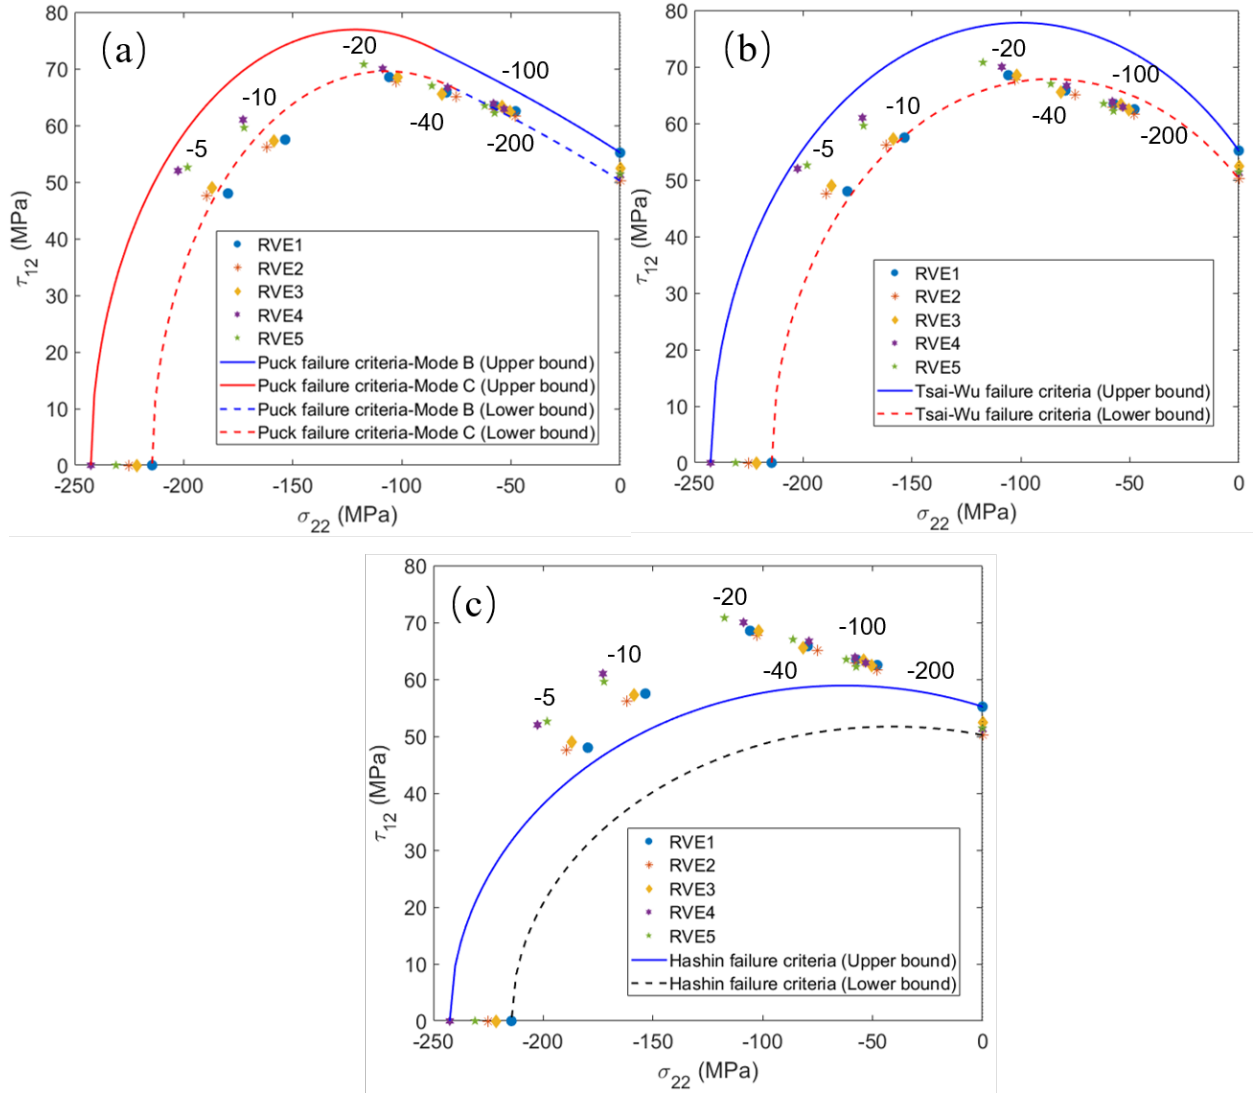 (a)
80
70
60
50
40
30
20
10
0
τ12 (MPa)
-20
-100
-10
-40
-5
-200
RVE1
RVE2
RVE3
RVE4
RVE5
Puck failure criteria-Mode B (Upper bound)
Puck failure criteria-Mode C (Upper bound)
Puck failure criteria-Mode B (Lower bound)
Puck failure criteria-Mode C (Lower bound)
-250
-200
-150
-100
-50
0
σ22 (MPa)
(b)
80
70
60
50
40
30
20
10
0
τ12 (MPa)
-20
-100
-10
-40
-5
-200
RVE1
RVE2
RVE3
RVE4
RVE5
Tsai-Wu failure criteria (Upper bound)
Tsai-Wu failure criteria (Lower bound)
-250
-200
-150
-100
-50
0
σ22 (MPa)
(c)
80
70
60
50
40
30
20
10
0
τ12 (MPa)
-20
-100
-10
-40
-200
-5
RVE1
RVE2
RVE3
RVE4
RVE5
Hashin failure criteria (Upper bound)
Hashin failure criteria (Lower bound)
-250
-200
-150
-100
-50
0
σ22 (MPa)